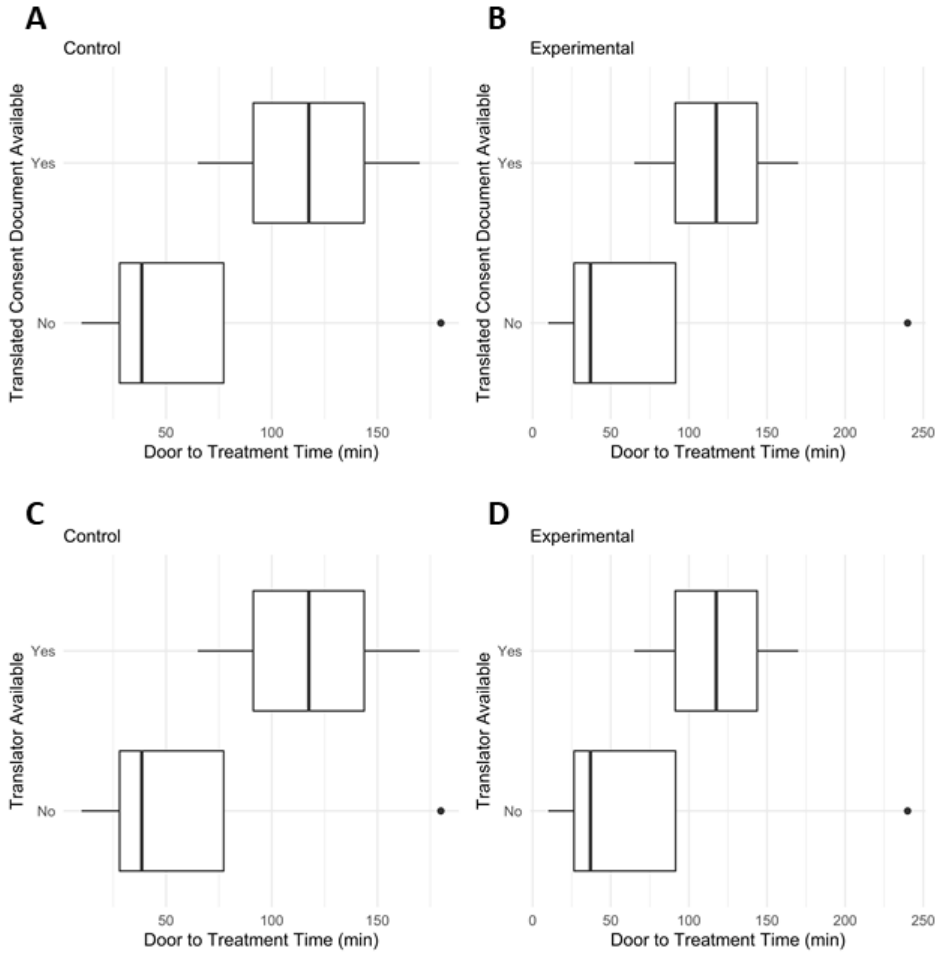 A
Control
Translated Consent Document Available
Yes
No
50 100 150
Door to Treatment Time (min)
B
Experimental
Translated Consent Document Available
Yes
No
0 50 100 150 200 250
Door to Treatment Time (min)
C
Control
Translator Available
Yes
No
50 100 150
Door to Treatment Time (min)
D
Experimental
Translator Available
Yes
No
0 50 100 150 200 250
Door to Treatment Time (min)